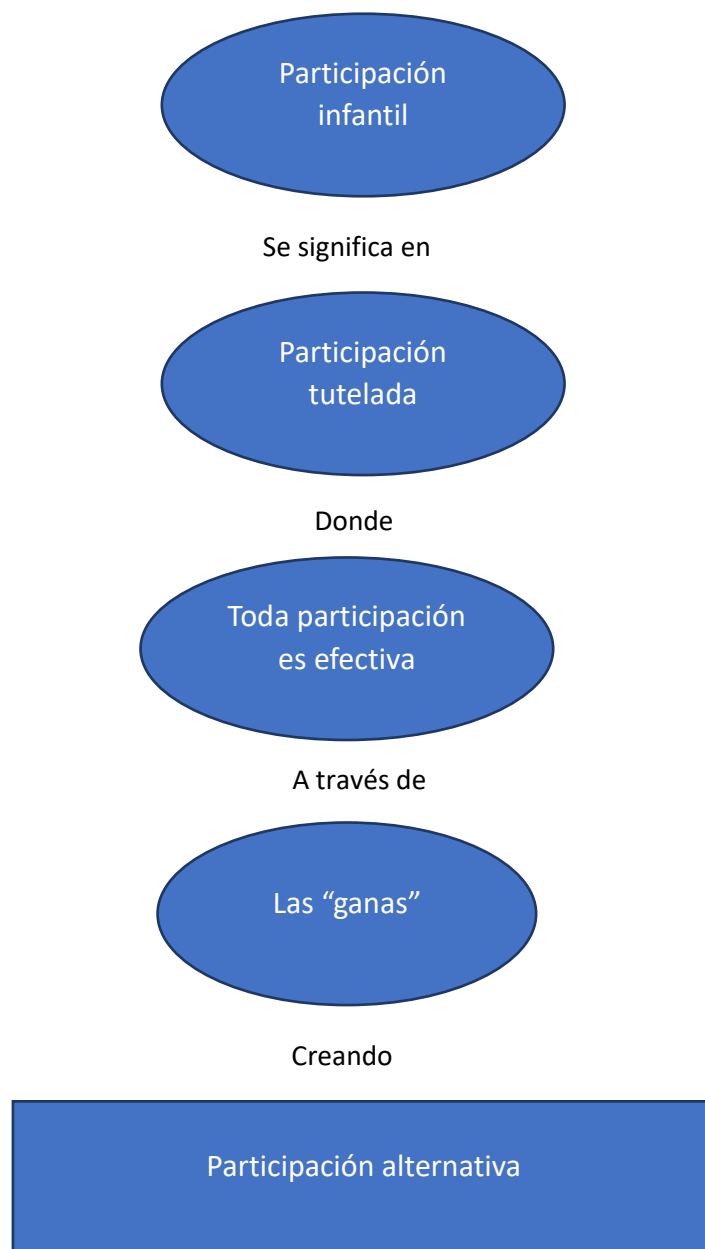 Participación
infantil
Se significa en
Participación
tutelada
Donde
Toda participación
es efectiva
A través de
Las “ganas”
Creando
Participación alternativa